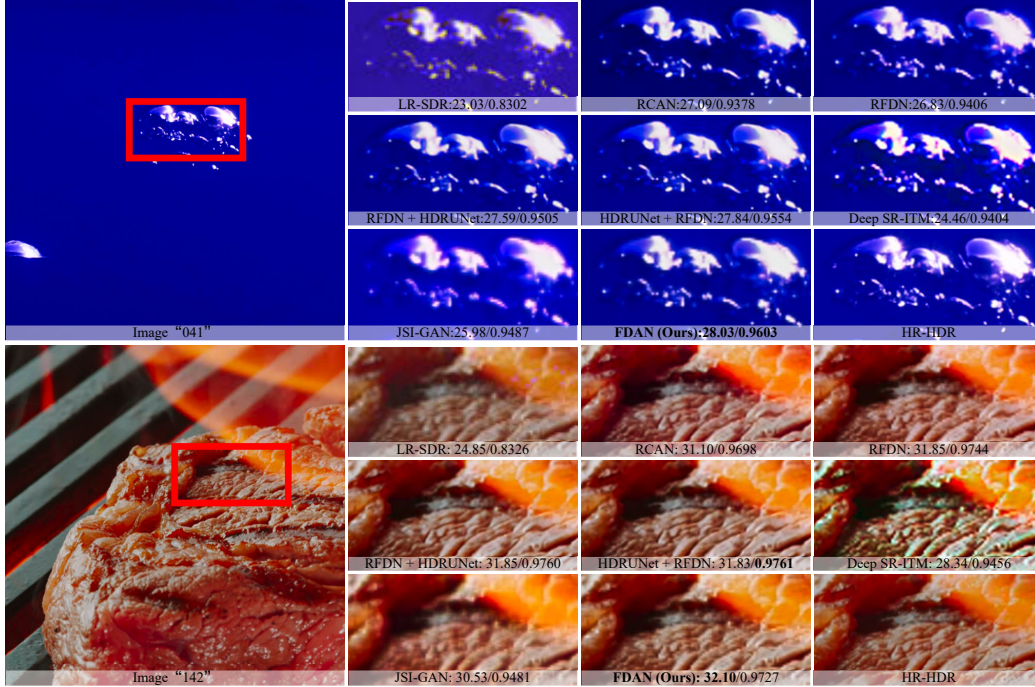 LR-SDR:23.03/0.8302
RCAN:27.09/0.9378
RFDN:26.83/0.9406
RFDN + HDRUNet:27.59/0.9505
HDRUNet + RFDN:27.84/0.9554
Deep SR-ITM:24.46/0.9404
Image “041”
JSI-GAN:25.98/0.9487
FDAN (Ours):28.03/0.9603
HR-HDR
LR-SDR: 24.85/0.8326
RCAN: 31.10/0.9698
RFDN: 31.85/0.9744
RFDN + HDRUNet: 31.85/0.9760
HDRUNet + RFDN: 31.83/0.9761
Deep SR-ITM: 28.34/0.9456
Image “142”
JSI-GAN: 30.53/0.9481
FDAN (Ours): 32.10/0.9727
HR-HDR